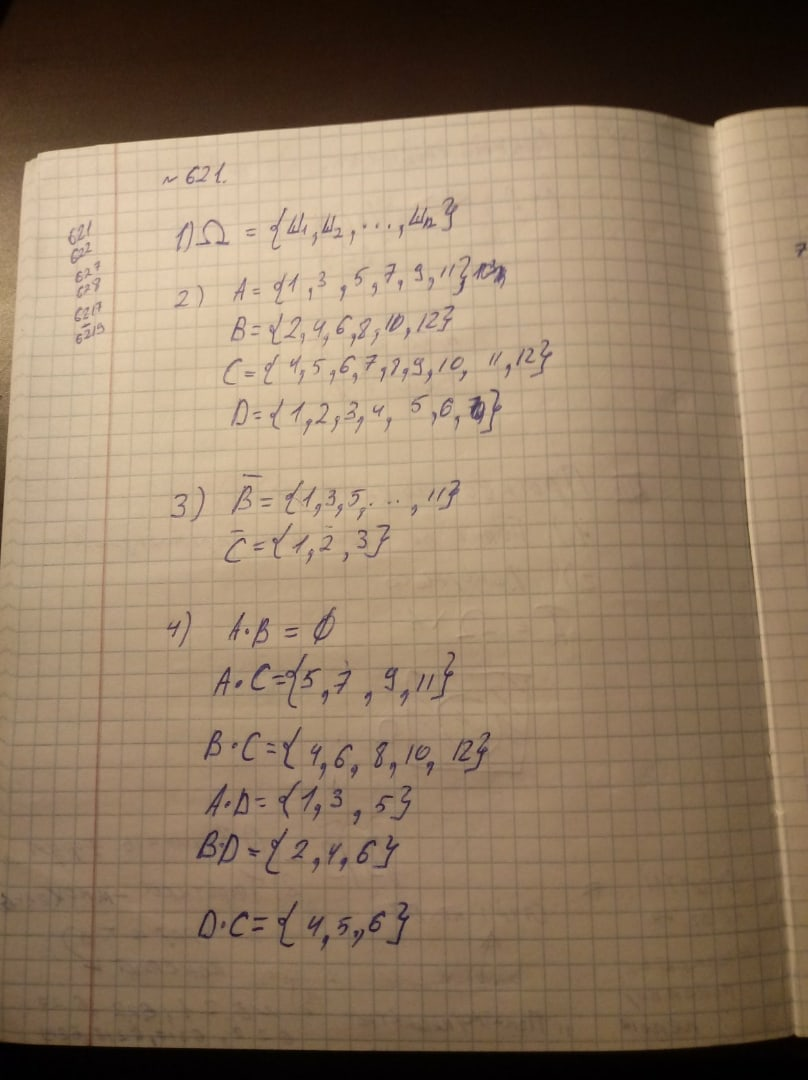 № 621.
621
622
627
628
6217
6219
1) Ω = {ω₁, ω₂, ..., ω₁₂}
2) A = {1, 3, 5, 7, 9, 11}
B = {2, 4, 6, 8, 10, 12}
C = {4, 5, 6, 7, 8, 9, 10, 11, 12}
D = {1, 2, 3, 4, 5, 6, }
3) B̅ = {1, 3, 5, ..., 11}
C̅ = {1, 2, 3}
4) A·B = ∅
A·C = {5, 7, 9, 11}
B·C = {4, 6, 8, 10, 12}
A·D = {1, 3, 5}
B·D = {2, 4, 6}
D·C = {4, 5, 6}